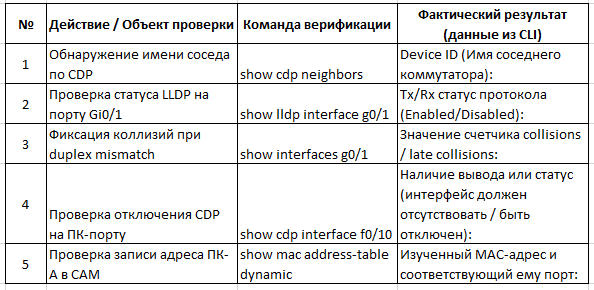 № Действие / Объект проверки Команда верификации Фактический результат (данные из CLI)
1 Обнаружение имени соседа по CDP show cdp neighbors Device ID (Имя соседнего коммутатора):
2 Проверка статуса LLDP на порту Gi0/1 show lldp interface g0/1 Tx/Rx статус протокола (Enabled/Disabled):
3 Фиксация коллизий при duplex mismatch show interfaces g0/1 Значение счетчика collisions / late collisions:
4 Проверка отключения CDP на ПК-порту show cdp interface f0/10 Наличие вывода или статус (интерфейс должен отсутствовать / быть отключен):
5 Проверка записи адреса ПК-А в CAM show mac address-table dynamic Изученный MAC-адрес и соответствующий ему порт: